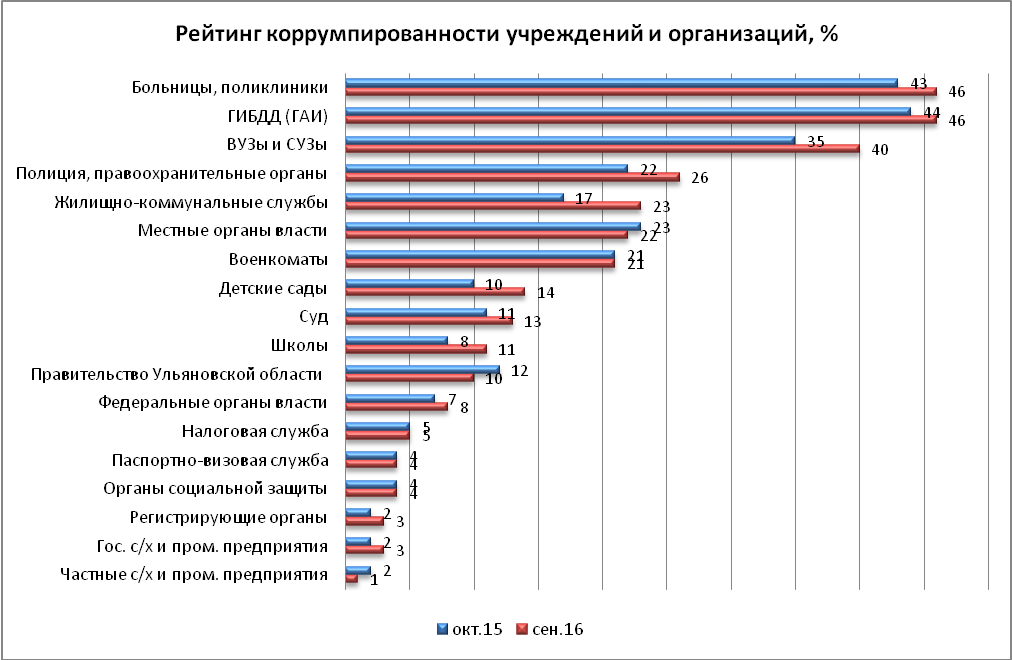 Рейтинг коррумпированности учреждений и организаций, %
Больницы, поликлиники 43 46
ГИБДД (ГАИ) 44 46
ВУЗы и СУЗы 35 40
Полиция, правоохранительные органы 22 26
Жилищно-коммунальные службы 17 23
Местные органы власти 23 22
Военкоматы 21 21
Детские сады 10 14
Суд 11 13
Школы 8 11
Правительство Ульяновской области 12 10
Федеральные органы власти 7 8
Налоговая служба 5 5
Паспортно-визовая служба 4 4
Органы социальной защиты 4 4
Регистрирующие органы 2 3
Гос. с/х и пром. предприятия 2 3
Частные с/х и пром. предприятия 2 1
окт.15 сен.16